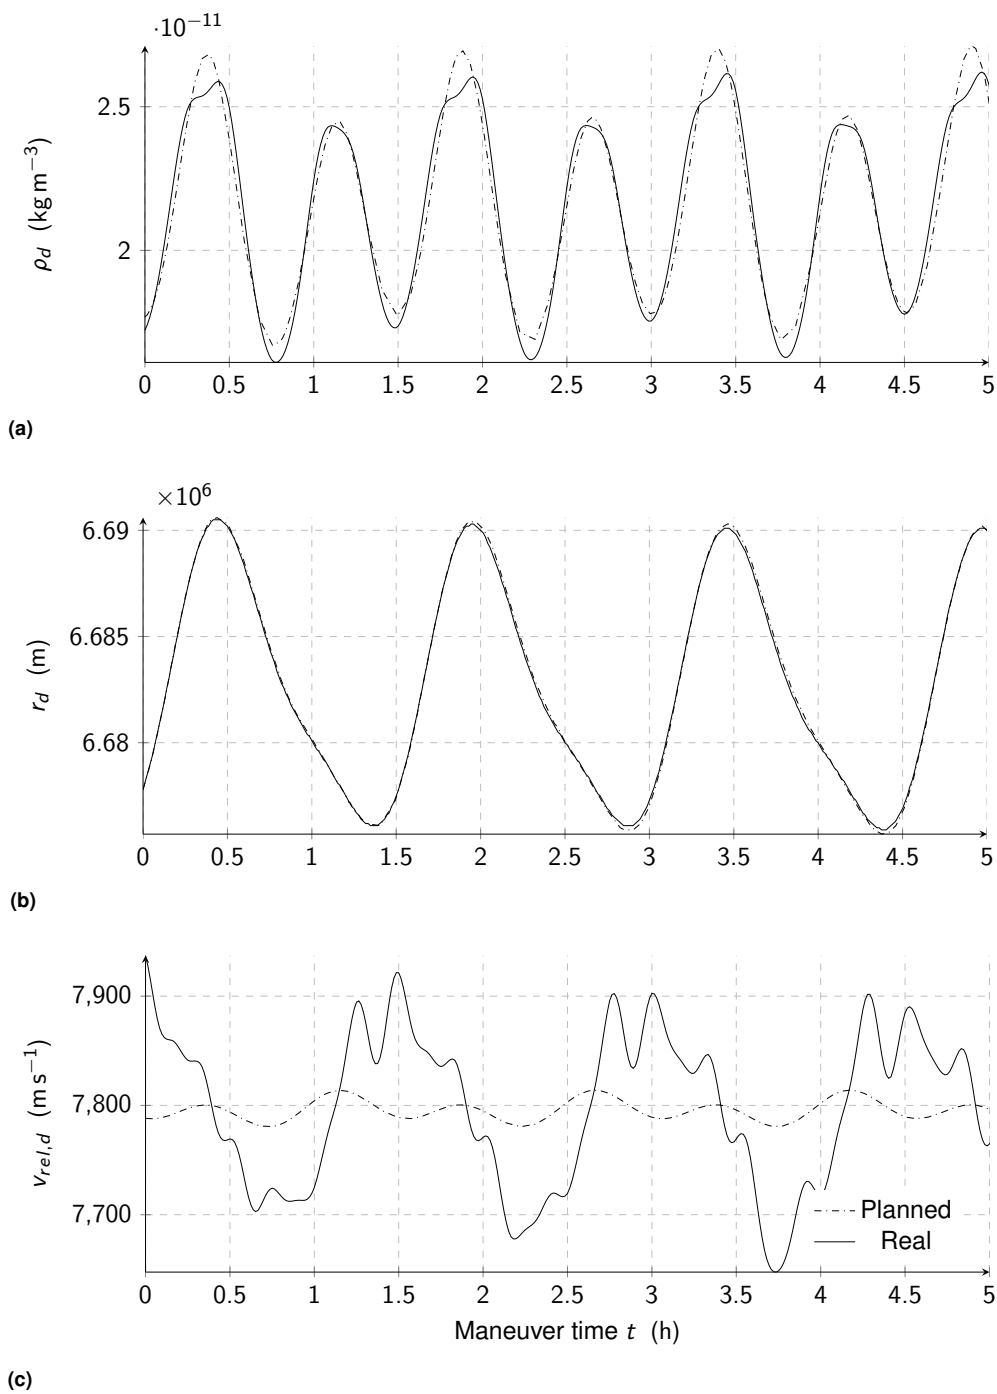 ·10⁻¹¹
2.5
2
ρ_d (kg m⁻³)
0 0.5 1 1.5 2 2.5 3 3.5 4 4.5 5
(a)
×10⁶
6.69
6.685
6.68
r_d (m)
0 0.5 1 1.5 2 2.5 3 3.5 4 4.5 5
(b)
7,900
7,800
7,700
v_{rel,d} (m s⁻¹)
Planned
Real
0 0.5 1 1.5 2 2.5 3 3.5 4 4.5 5
Maneuver time t (h)
(c)